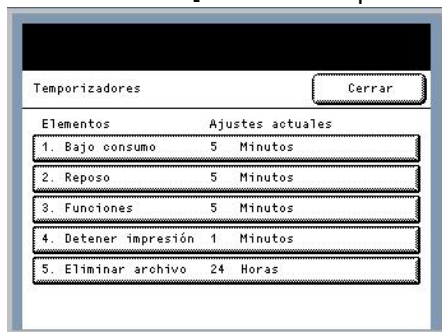 Temporizadores Cerrar
Elementos Ajustes actuales
1. Bajo consumo 5 Minutos
2. Reposo 5 Minutos
3. Funciones 5 Minutos
4. Detener impresión 1 Minutos
5. Eliminar archivo 24 Horas